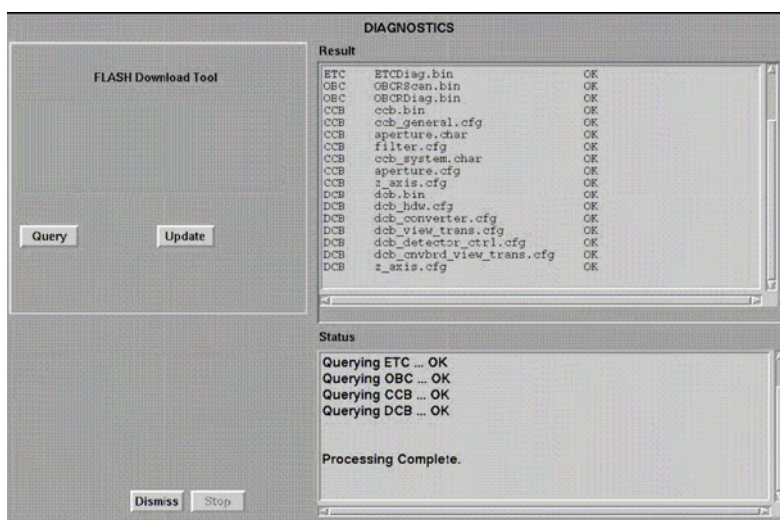 DIAGNOSTICS
FLASH Download Tool
Query
Update
Dismiss
Stop
Result
ETC ETCDiag.bin OK
OBC OBCRScan.bin OK
OBC OBCRDiag.bin OK
CCB ccb.bin OK
CCB ccb_general.cfg OK
CCB aperture.char OK
CCB filter.cfg OK
CCB ccb_system.char OK
CCB aperture.cfg OK
CCB z_axis.cfg OK
DCB dcb.bin OK
DCB dcb_hdw.cfg OK
DCB dcb_converter.cfg OK
DCB dcb_view_trans.cfg OK
DCB dcb_detector_ctrl.cfg OK
DCB dcb_cnvbrd_view_trans.cfg OK
DCB z_axis.cfg OK
Status
Querying ETC ... OK
Querying OBC ... OK
Querying CCB ... OK
Querying DCB ... OK
Processing Complete.